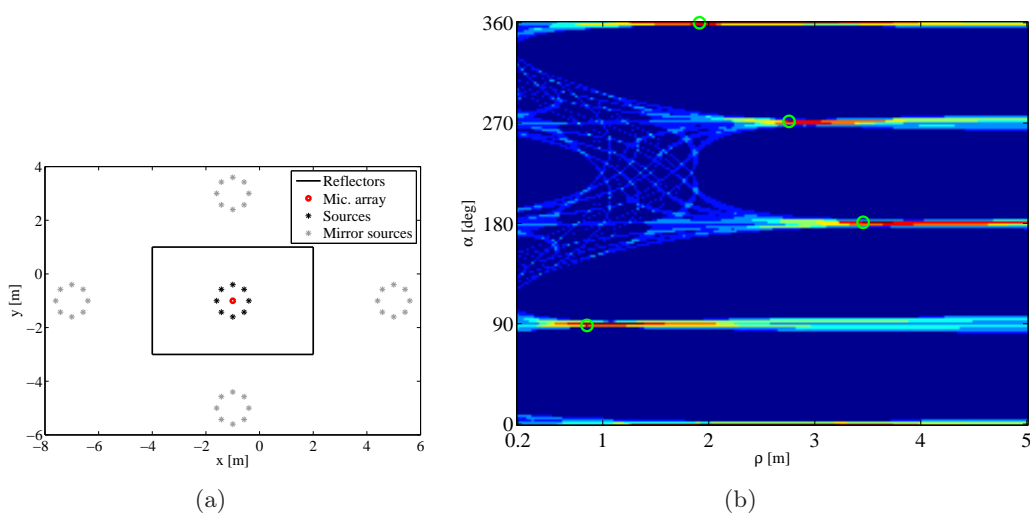 4
2
0
−2
−4
−6
y [m]
−8
−6
−4
−2
0
2
4
6
x [m]
Reflectors
Mic. array
Sources
Mirror sources
(a)
360
270
180
90
0
α [deg]
0.2
1
2
3
4
5
ρ [m]
(b)